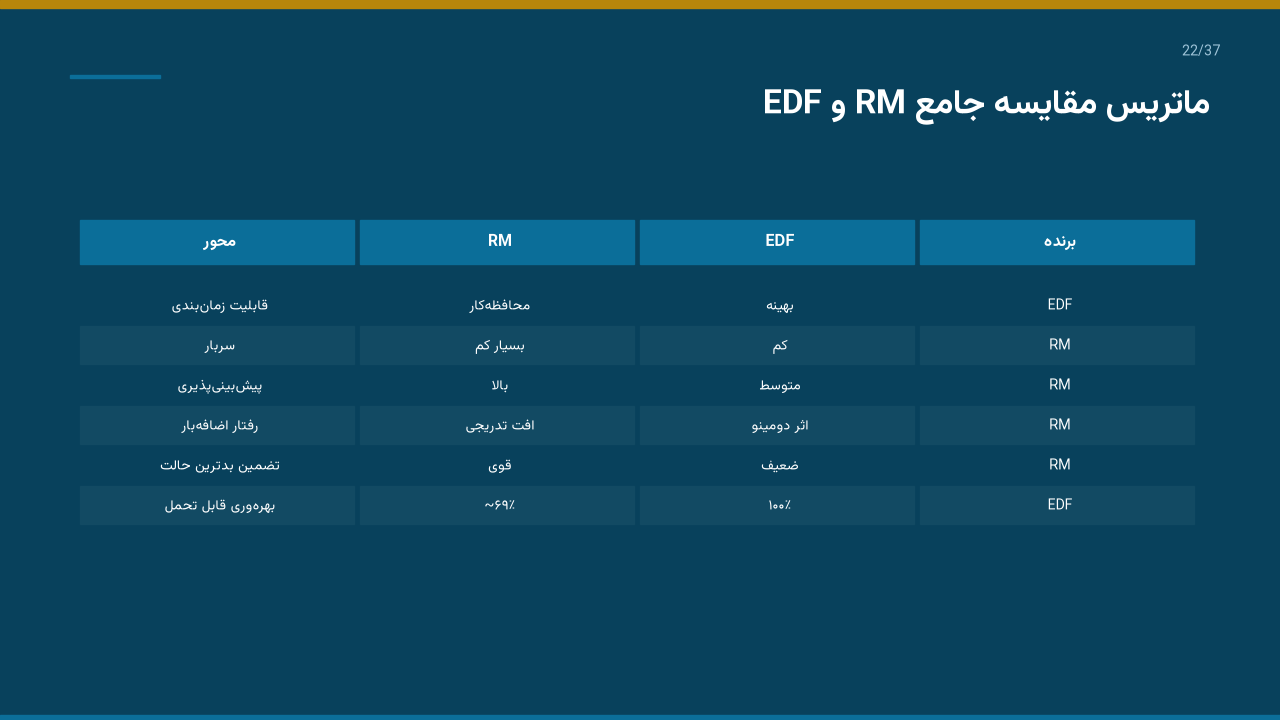 22/37
ماتریس مقایسه جامع RM و EDF
محور RM EDF برنده
قابلیت زمان‌بندی محافظه‌کار بهینه EDF
سربار بسیار کم کم RM
پیش‌بینی‌پذیری بالا متوسط RM
رفتار اضافه‌بار افت تدریجی اثر دومینو RM
تضمین بدترین حالت قوی ضعیف RM
بهره‌وری قابل تحمل ~۶۹٪ ۱۰۰٪ EDF